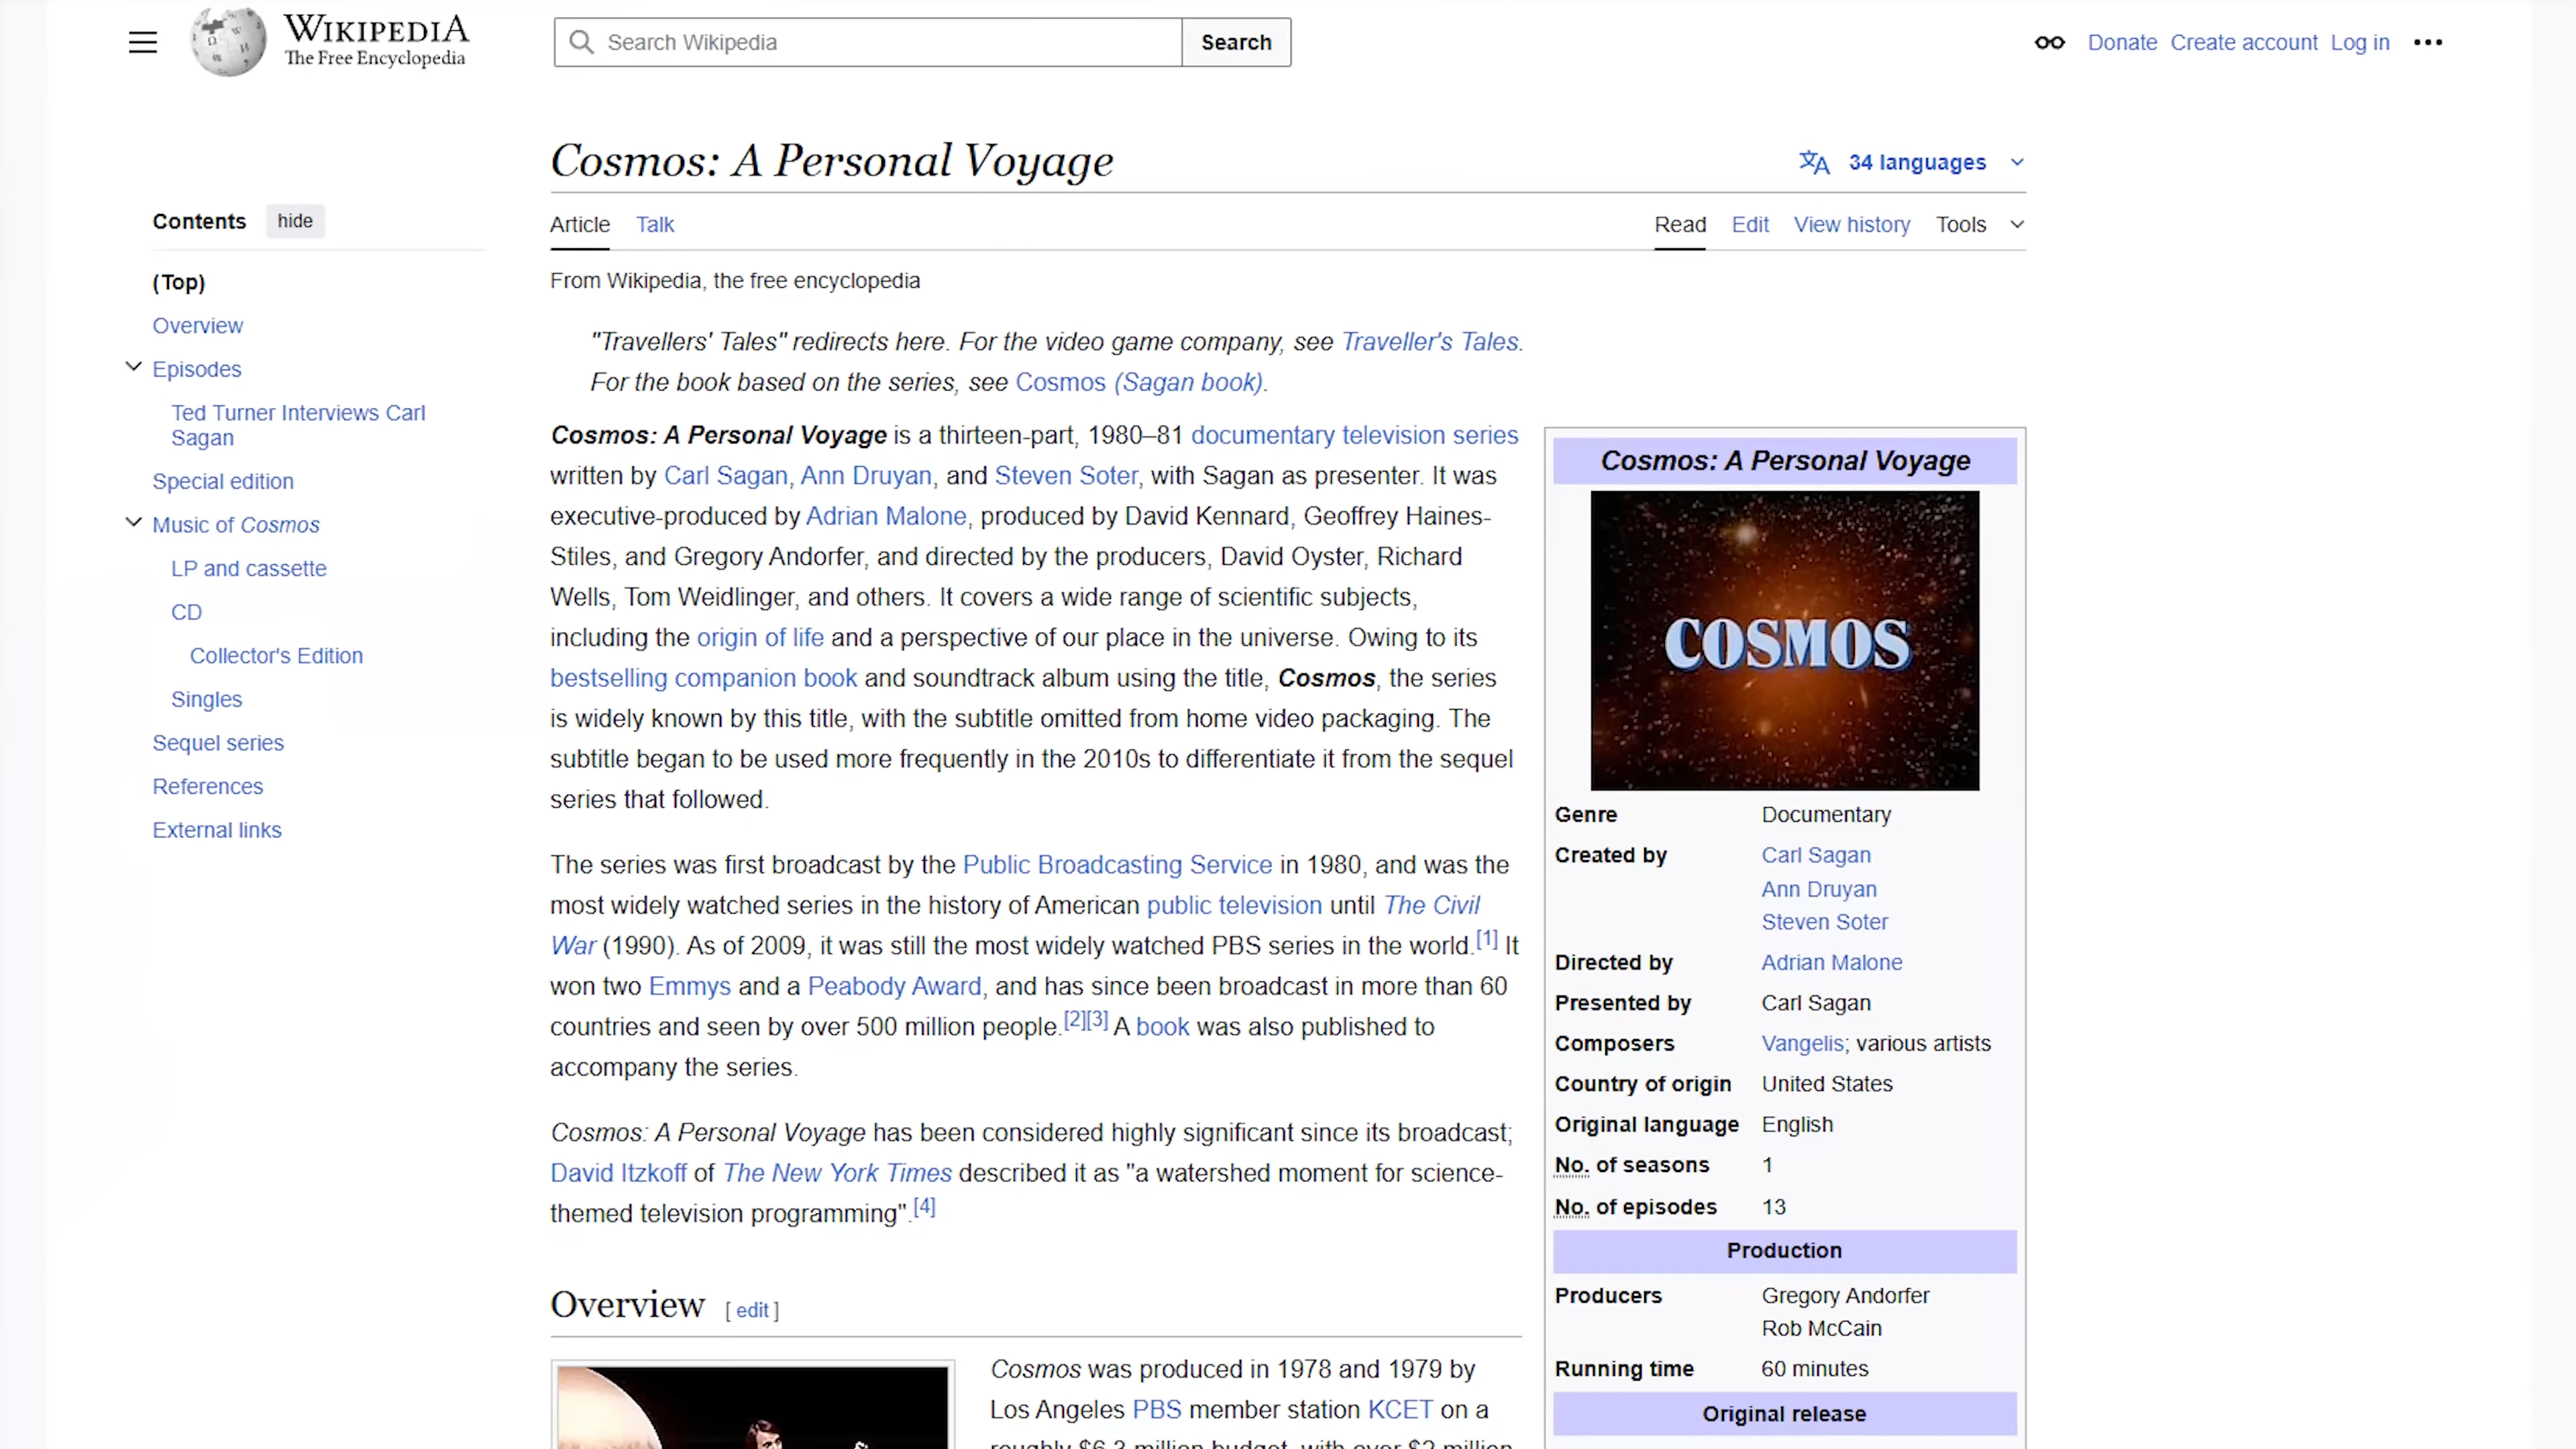 WIKIPEDIA
The Free Encyclopedia
Search Wikipedia
Search
Donate Create account Log in
Cosmos: A Personal Voyage
34 languages
Contents hide
(Top)
Overview
Episodes
Ted Turner Interviews Carl
Sagan
Special edition
Music of Cosmos
LP and cassette
CD
Collector's Edition
Singles
Sequel series
References
External links
Article Talk
Read Edit View history Tools
From Wikipedia, the free encyclopedia
"Travellers' Tales" redirects here. For the video game company, see Traveller's Tales.
For the book based on the series, see Cosmos (Sagan book).
Cosmos: A Personal Voyage is a thirteen-part, 1980–81 documentary television series
written by Carl Sagan, Ann Druyan, and Steven Soter, with Sagan as presenter. It was
executive-produced by Adrian Malone, produced by David Kennard, Geoffrey Haines-
Stiles, and Gregory Andorfer, and directed by the producers, David Oyster, Richard
Wells, Tom Weidlinger, and others. It covers a wide range of scientific subjects,
including the origin of life and a perspective of our place in the universe. Owing to its
bestselling companion book and soundtrack album using the title, Cosmos, the series
is widely known by this title, with the subtitle omitted from home video packaging. The
subtitle began to be used more frequently in the 2010s to differentiate it from the sequel
series that followed.
The series was first broadcast by the Public Broadcasting Service in 1980, and was the
most widely watched series in the history of American public television until The Civil
War (1990). As of 2009, it was still the most widely watched PBS series in the world.[1] It
won two Emmys and a Peabody Award, and has since been broadcast in more than 60
countries and seen by over 500 million people.[2][3] A book was also published to
accompany the series.
Cosmos: A Personal Voyage has been considered highly significant since its broadcast;
David Itzkoff of The New York Times described it as "a watershed moment for science-
themed television programming".[4]
Overview [ edit ]
Cosmos was produced in 1978 and 1979 by
Los Angeles PBS member station KCET on a
roughly $6.3 million budget, with over $2 million
Cosmos: A Personal Voyage
COSMOS
Genre Documentary
Created by Carl Sagan
Ann Druyan
Steven Soter
Directed by Adrian Malone
Presented by Carl Sagan
Composers Vangelis; various artists
Country of origin United States
Original language English
No. of seasons 1
No. of episodes 13
Production
Producers Gregory Andorfer
Rob McCain
Running time 60 minutes
Original release